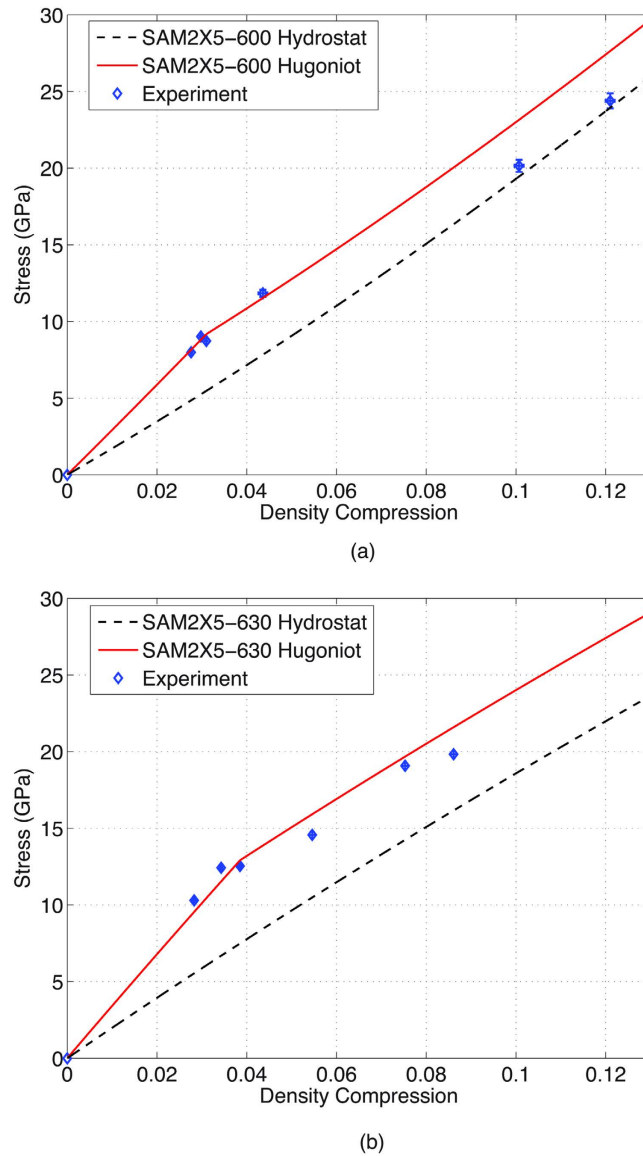 30
25
20
15
10
5
0
Stress (GPa)
SAM2X5-600 Hydrostat
SAM2X5-600 Hugoniot
Experiment
0 0.02 0.04 0.06 0.08 0.1 0.12
Density Compression
(a)
30
25
20
15
10
5
0
Stress (GPa)
SAM2X5-630 Hydrostat
SAM2X5-630 Hugoniot
Experiment
0 0.02 0.04 0.06 0.08 0.1 0.12
Density Compression
(b)